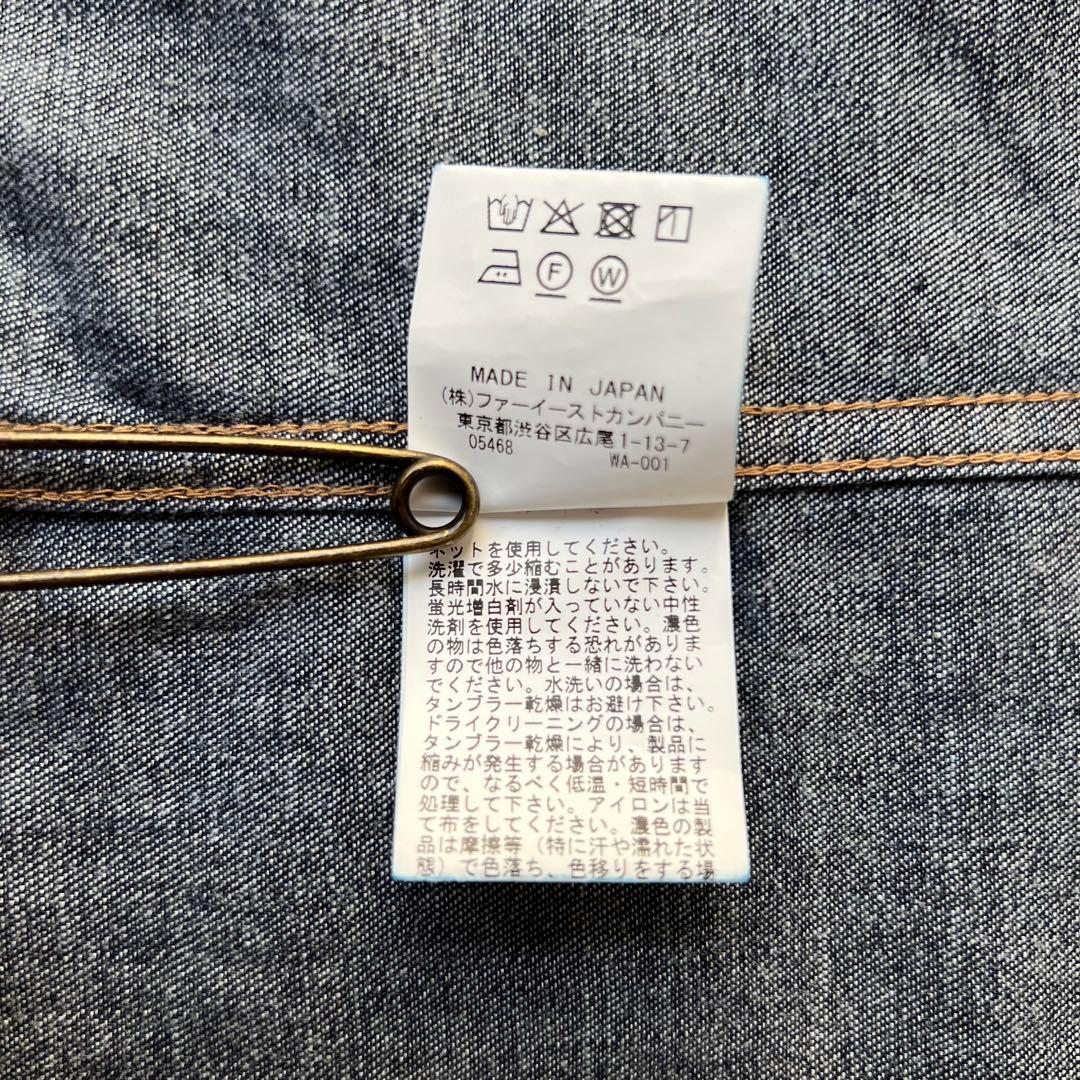 F W
MADE IN JAPAN
(株)ファーイーストカンパニー
東京都渋谷区広尾1-13-7
05468 WA-001
ネットを使用してください。
洗濯で多少縮むことがあります。
長時間水に浸漬しないで下さい。
蛍光増白剤が入っていない中性
洗剤を使用してください。濃色
の物は色落ちする恐れがありま
すので他の物と一緒に洗わない
でください。水洗いの場合は、
タンブラー乾燥はお避け下さい。
ドライクリーニングの場合は、
タンブラー乾燥により、製品に
縮みが発生する場合があります
ので、なるべく低温・短時間で
処理して下さい。アイロンは当
て布をしてください。濃色の製
品は摩擦等（特に汗や濡れた状
態）で色落ち、色移りをする場